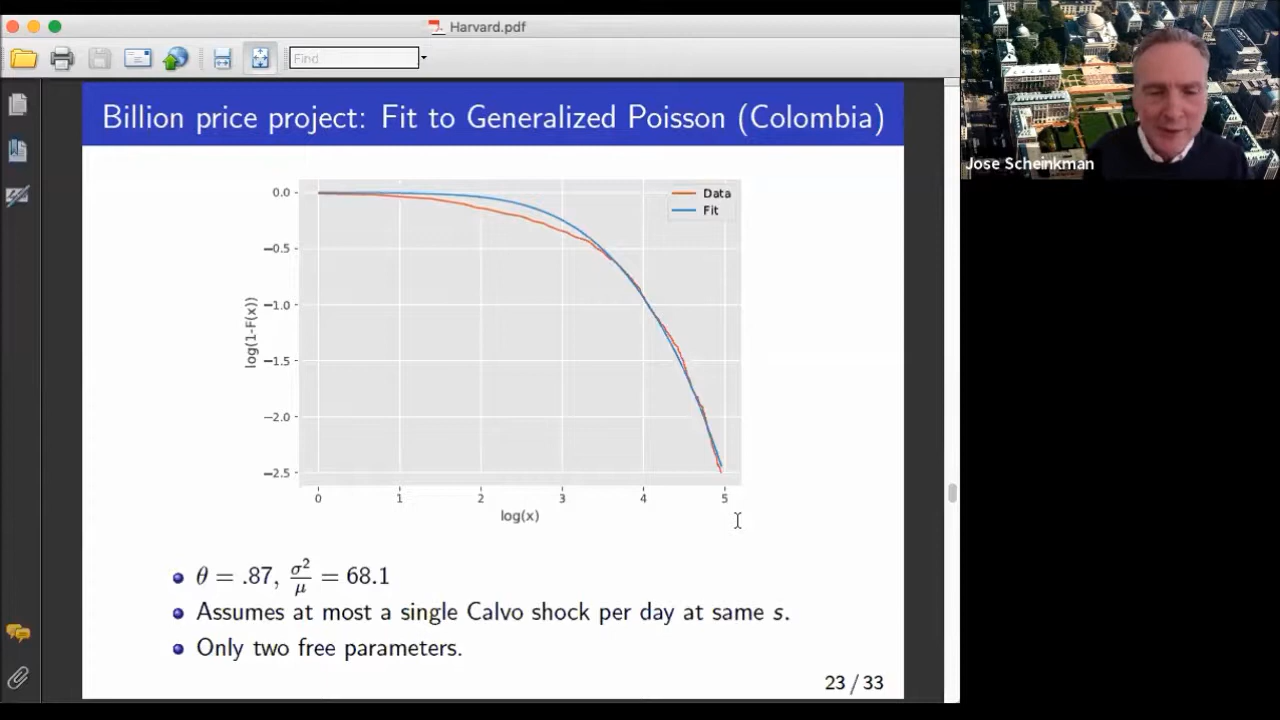 Harvard.pdf
Find
Billion price project: Fit to Generalized Poisson (Colombia)
0.0
−0.5
−1.0
−1.5
−2.0
−2.5
log(1-F(x))
Data
Fit
0 1 2 3 4 5
log(x)
θ = .87, σ²/μ = 68.1
Assumes at most a single Calvo shock per day at same s.
Only two free parameters.
23 / 33
Jose Scheinkman